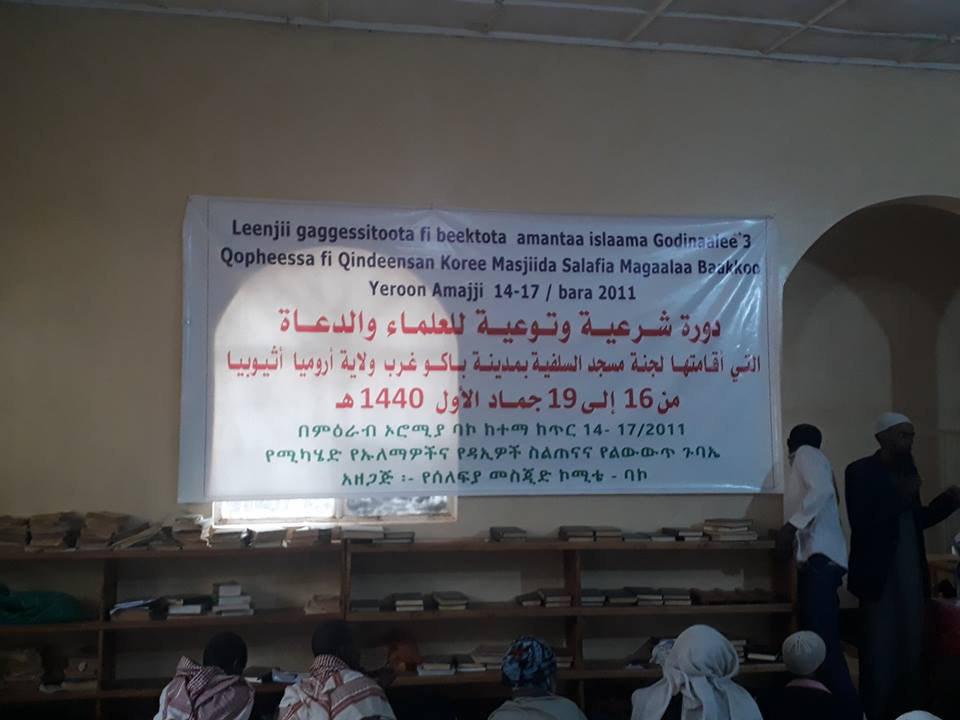 Leenjii gaggessitoota fi beektota amantaa islaama Godinaalee 3
Qopheessa fi Qindeensan Koree Masjiida Salafia Magaalaa Baakkoo
Yeroon Amajji 14-17 / bara 2011
دورة شرعية وتوعية للعلماء والدعاة
التي أقامتها لجنة مسجد السلفية بمدينة باكو غرب ولاية أروميا أثيوبيا
من 16 إلى 19 جماد الأول 1440 هـ
በምዕራብ ኦሮሚያ ባኮ ከተማ ከጥር 14- 17/2011
የሚካሄድ የኡለማዎችና የዳኢዎች ስልጠናና የልውውጥ ጉባኤ
አዘጋጅ ፡- የሰለፍያ መስጂድ ኮሚቴ - ባኮ